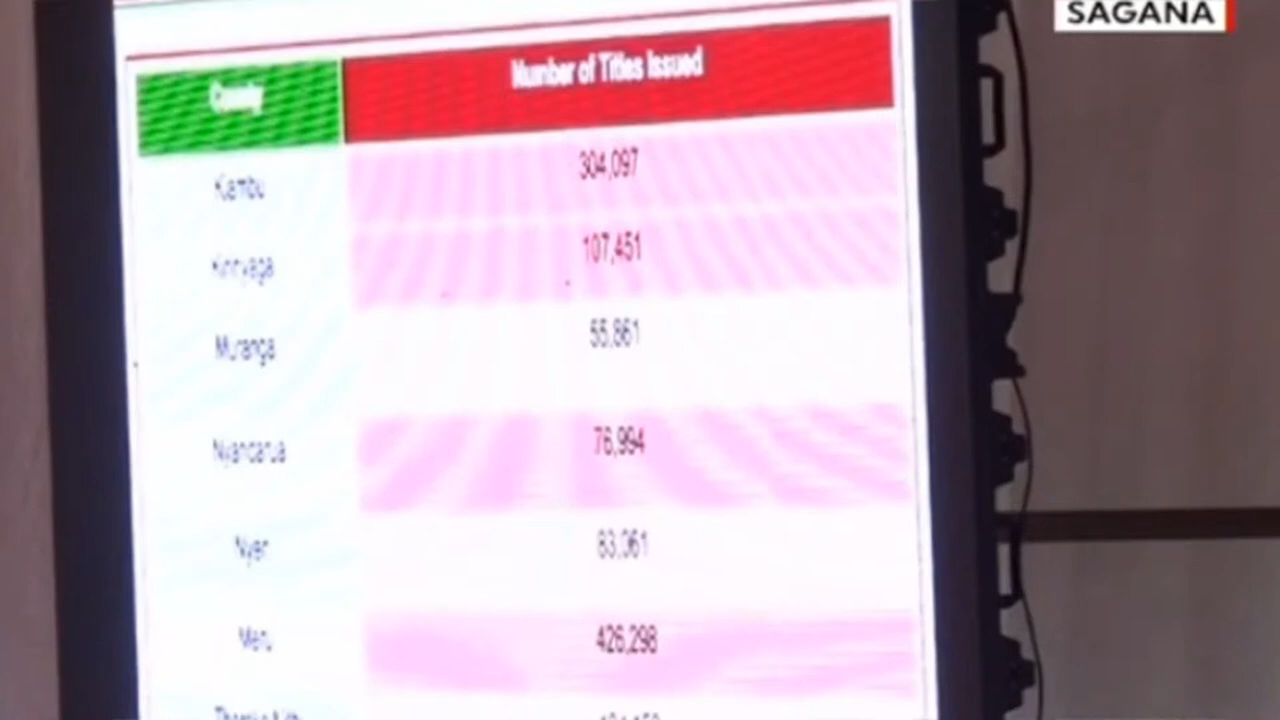 SAGANA
County Number of Titles Issued
Kiambu 304,097
Kirinyaga 107,451
Muranga 55,861
Nyandarua 76,994
Nyeri 83,061
Meru 426,298